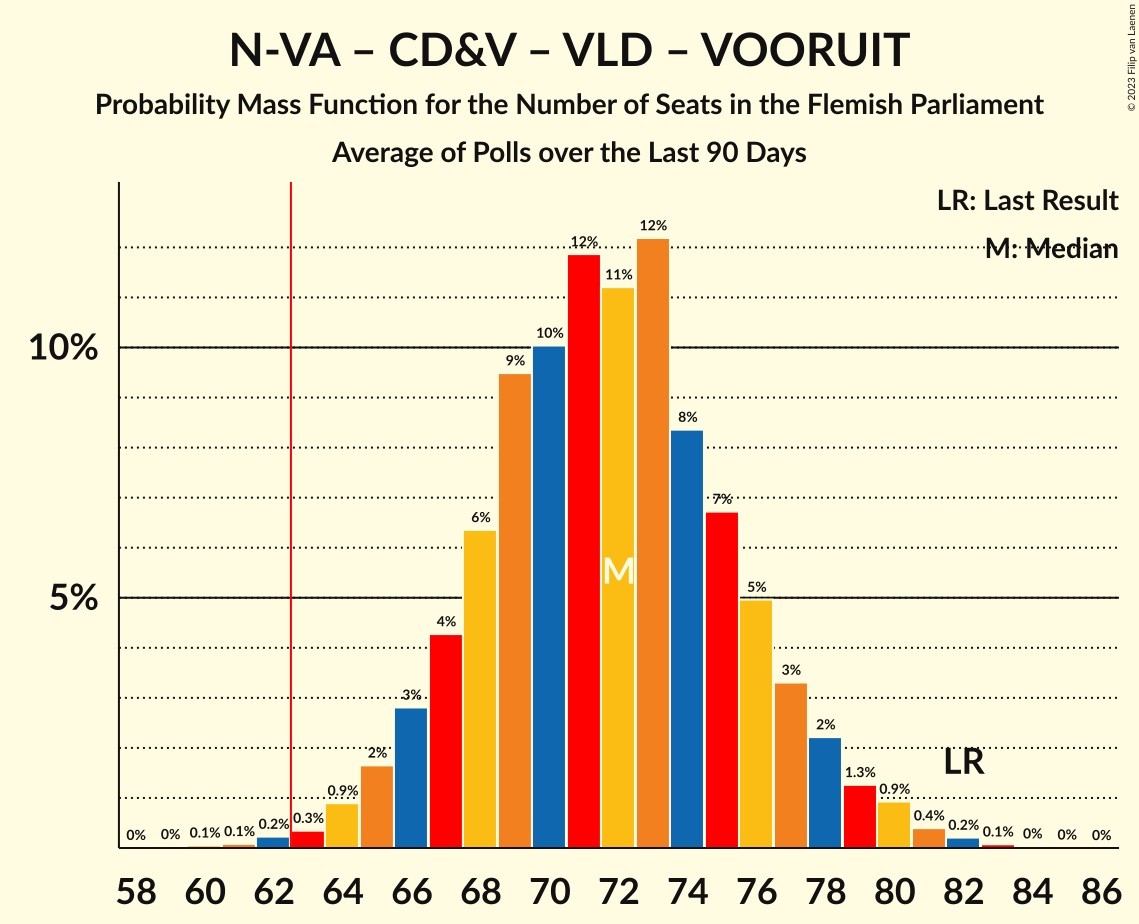 N-VA – CD&V – VLD – VOORUIT
Probability Mass Function for the Number of Seats in the Flemish Parliament
Average of Polls over the Last 90 Days
© 2023 Filip van Laenen
LR: Last Result
M: Median
10%
5%
0% 0% 0.1% 0.1% 0.2% 0.3% 0.9% 2% 3% 4% 6% 9% 10% 12% 11% 12% 8% 7% 5% 3% 2% 1.3% 0.9% 0.4% 0.2% 0.1% 0% 0% 0%
M
LR
58 60 62 64 66 68 70 72 74 76 78 80 82 84 86